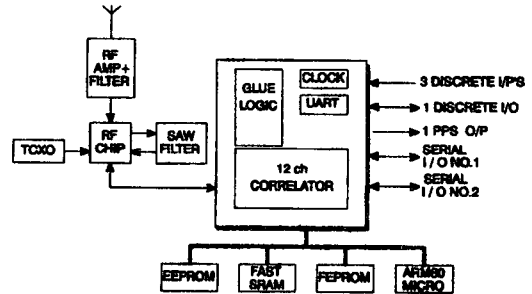 RF
AMP+
FILTER
RF
CHIP
SAW
FILTER
TCXO
GLUE
LOGIC
CLOCK
UART
12 ch
CORRELATOR
3 DISCRETE I/P'S
1 DISCRETE I/O
1 PPS O/P
SERIAL
I / O NO.1
SERIAL
I / O NO.2
EEPROM
FAST
SRAM
FEPROM
ARM60
MICRO